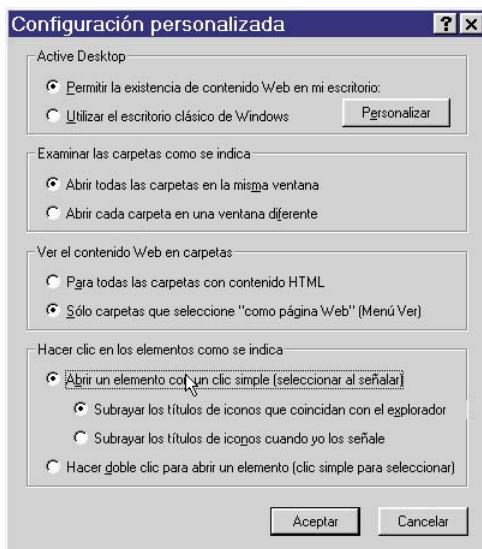 Configuración personalizada
Active Desktop
Permitir la existencia de contenido Web en mi escritorio:
Utilizar el escritorio clásico de Windows
Personalizar
Examinar las carpetas como se indica
Abrir todas las carpetas en la misma ventana
Abrir cada carpeta en una ventana diferente
Ver el contenido Web en carpetas
Para todas las carpetas con contenido HTML
Sólo carpetas que seleccione "como página Web" (Menú Ver)
Hacer clic en los elementos como se indica
Abrir un elemento con un clic simple (seleccionar al señalar)
Subrayar los títulos de iconos que coincidan con el explorador
Subrayar los títulos de iconos cuando yo los señale
Hacer doble clic para abrir un elemento (clic simple para seleccionar)
Aceptar Cancelar